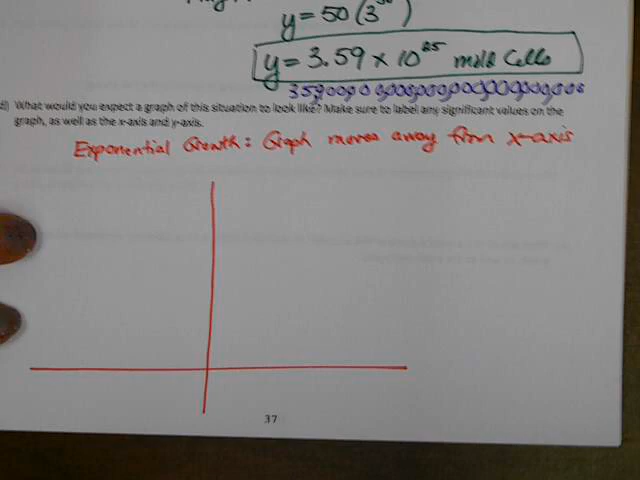 y = 50 (3
y = 3.59 × 10²⁵ mold Cells
d) What would you expect a graph of this situation to look like? Make sure to label any significant values on the
graph, as well as the x-axis and y-axis.
Exponential Growth: Graph moves away from x-axis
37